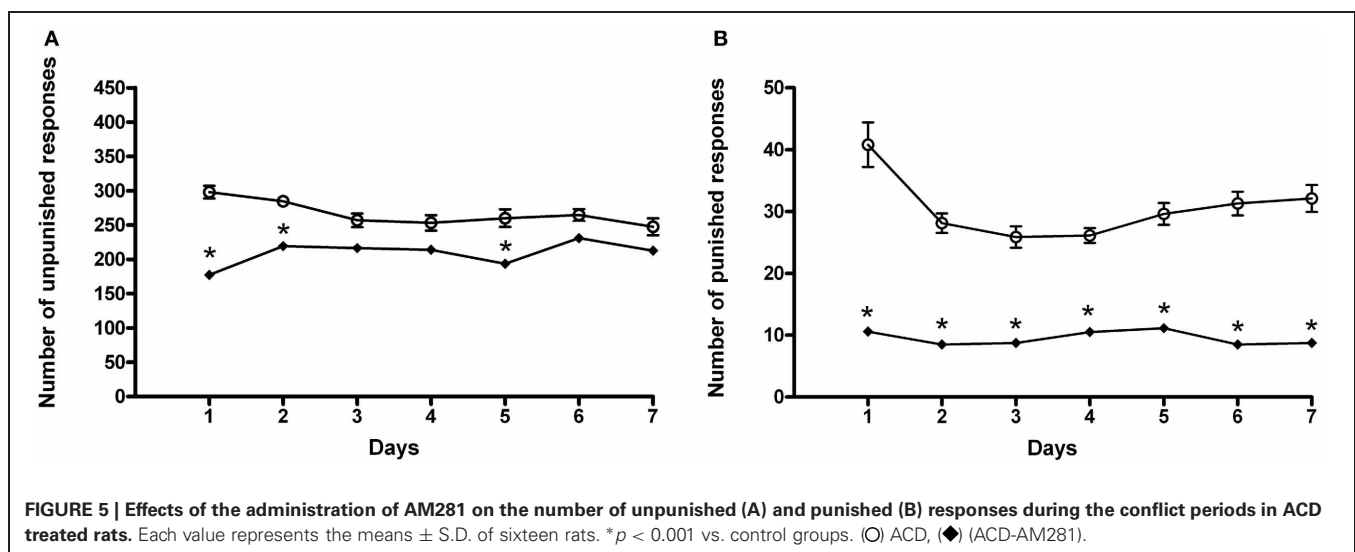 A
Number of unpunished responses
450
400
350
300
250
200
150
100
50
0
* * *
1 2 3 4 5 6 7
Days
B
Number of punished responses
50
40
30
20
10
0
* * * * * * *
1 2 3 4 5 6 7
Days
FIGURE 5 | Effects of the administration of AM281 on the number of unpunished (A) and punished (B) responses during the conflict periods in ACD
treated rats. Each value represents the means ± S.D. of sixteen rats. *p < 0.001 vs. control groups. (○) ACD, (◆) (ACD-AM281).